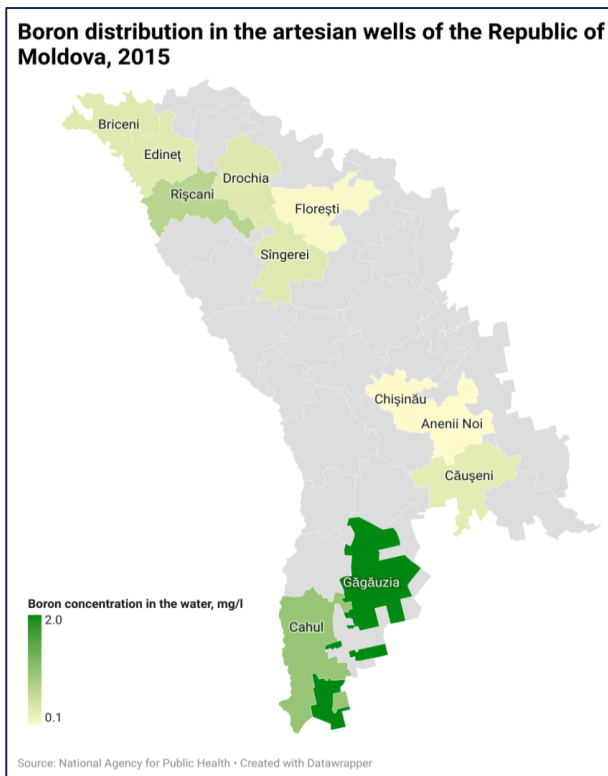 Boron distribution in the artesian wells of the Republic of
Moldova, 2015
Briceni
Edineţ
Drochia
Rîşcani
Floreşti
Sîngerei
Chişinău
Anenii Noi
Căuşeni
Găgăuzia
Boron concentration in the water, mg/l
2.0
Cahul
0.1
Source: National Agency for Public Health • Created with Datawrapper